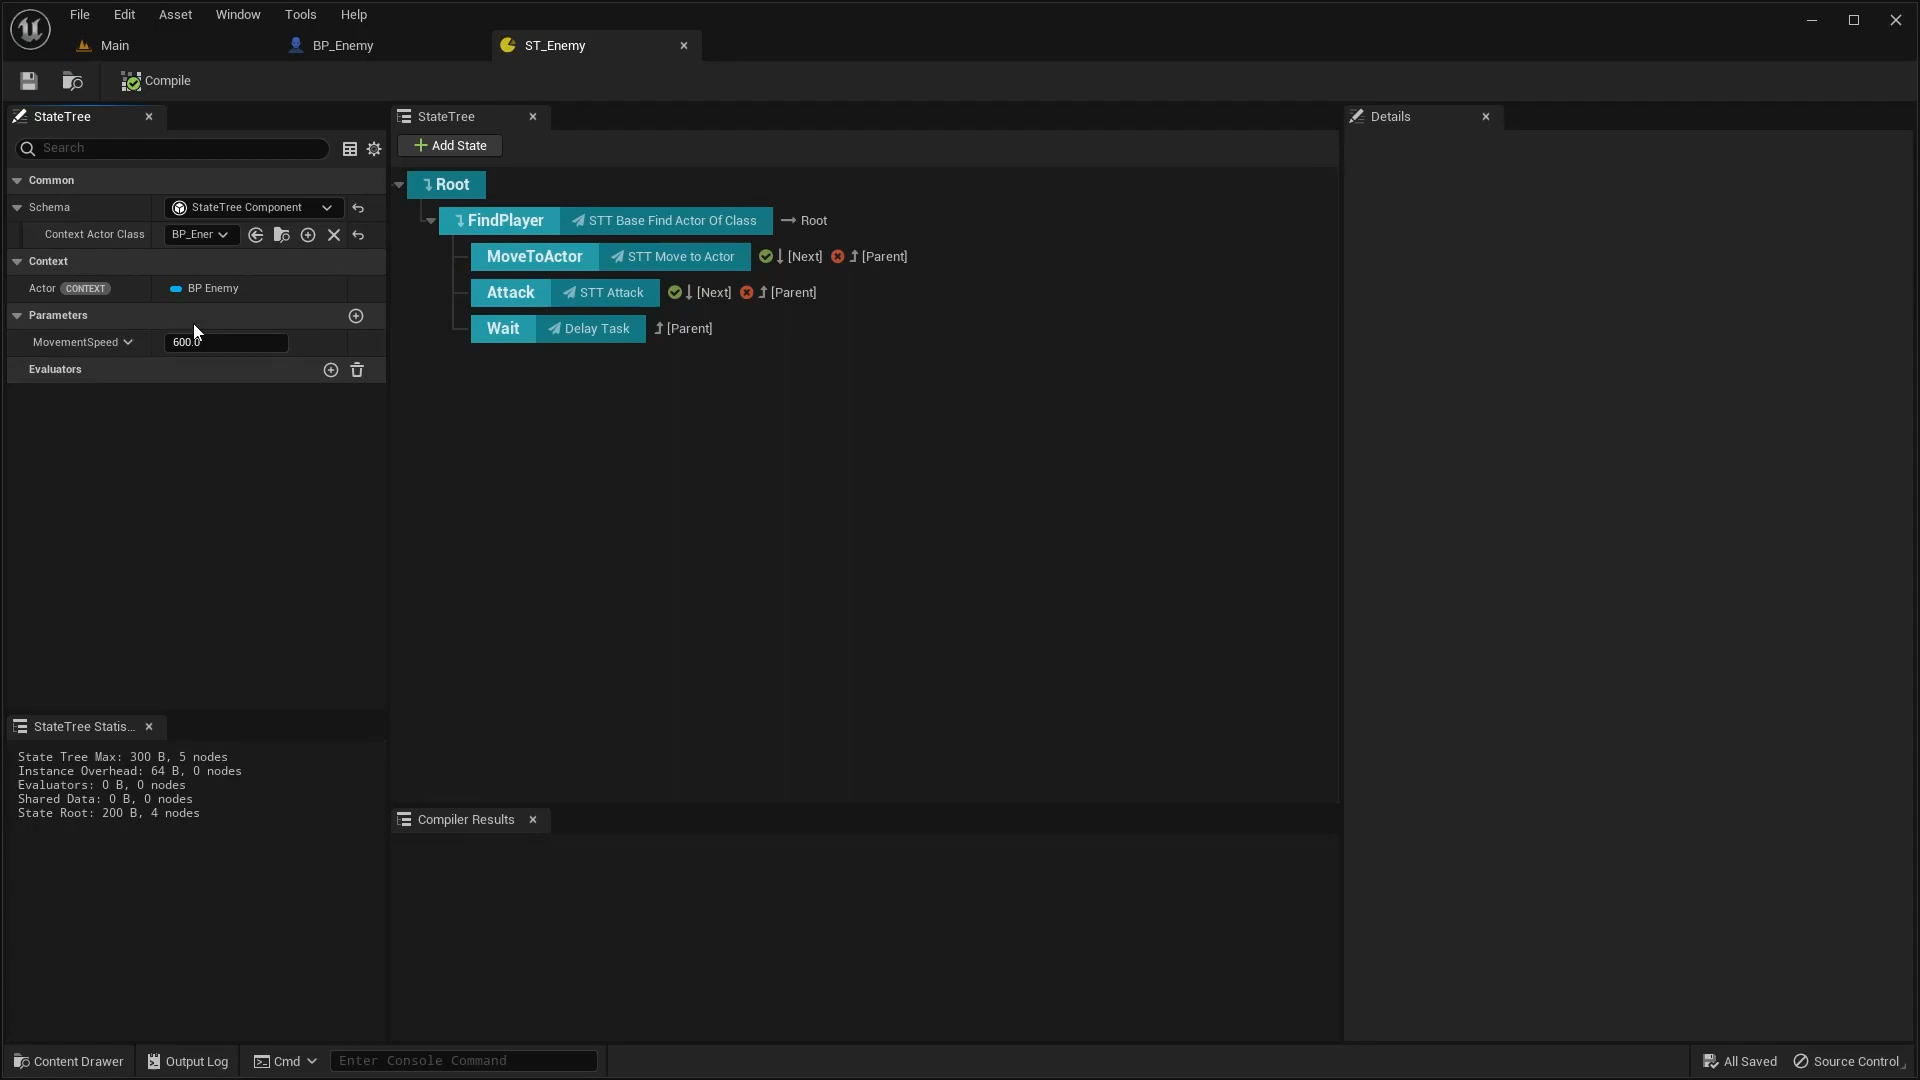 File Edit Asset Window Tools Help
Main BP_Enemy ST_Enemy
Compile
StateTree
Search
Common
Schema StateTree Component
Context Actor Class BP_Ener
Context
Actor CONTEXT BP Enemy
Parameters
MovementSpeed 600.0
Evaluators
StateTree Statis...
State Tree Max: 300 B, 5 nodes
Instance Overhead: 64 B, 0 nodes
Evaluators: 0 B, 0 nodes
Shared Data: 0 B, 0 nodes
State Root: 200 B, 4 nodes
StateTree
Add State
Root
FindPlayer STT Base Find Actor Of Class Root
MoveToActor STT Move to Actor [Next] [Parent]
Attack STT Attack [Next] [Parent]
Wait Delay Task [Parent]
Compiler Results
Details
Content Drawer Output Log Cmd Enter Console Command All Saved Source Control